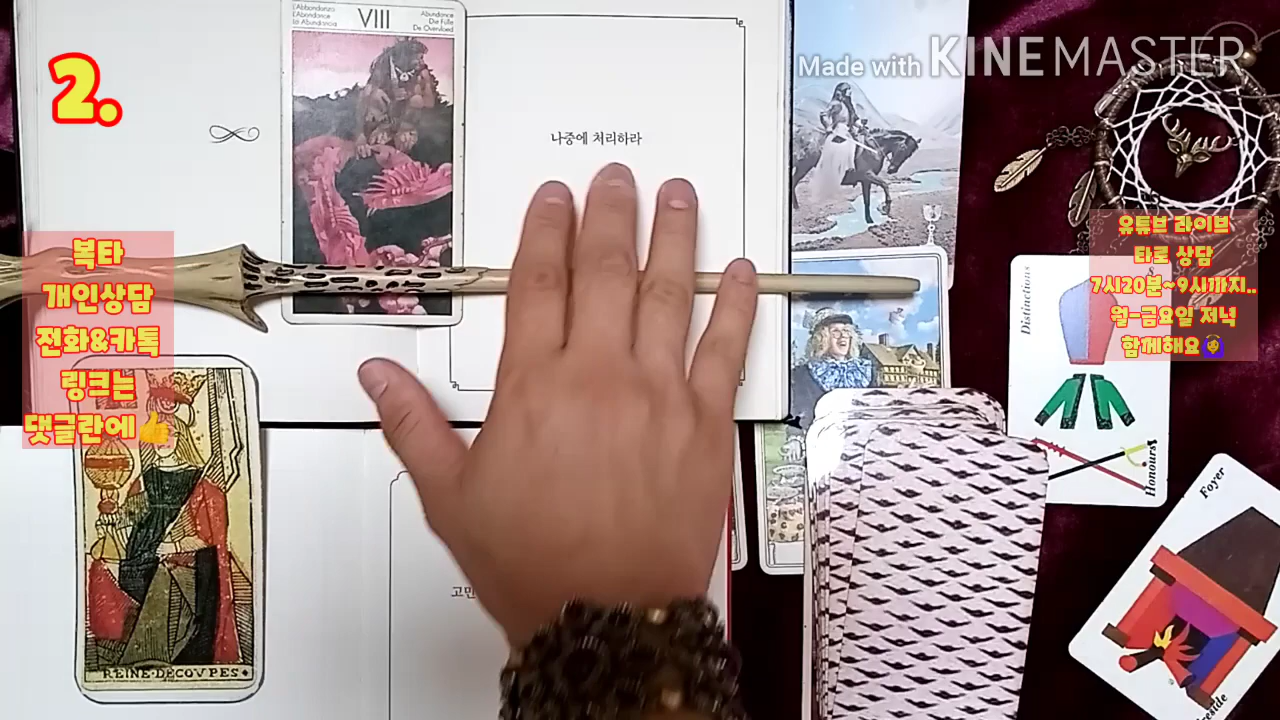 2.
L'Abbondanza
L'Abondance
La Abundancia
VIII
Abundance
Die Fülle
De Overvloed
나중에 처리하라
Made with KINEMASTER
복타
개인상담
전화&카톡
링크는
댓글란에👍
유튜브 라이브
타로 상담
7시20분~9시까지..
월-금요일 저녁
함께해요🙆‍♀️
Distinctions
Honours
Foyer
고민
REINE·DECOVPES